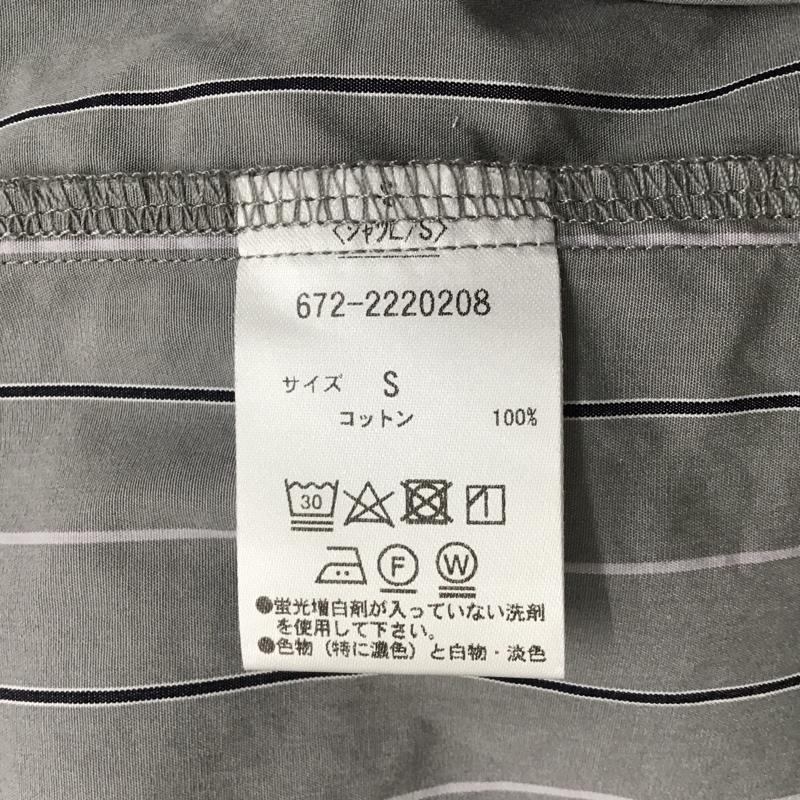 〈シャツL/S〉
672-2220208
サイズ S
コットン 100%
30
F W
●蛍光増白剤が入っていない洗剤
を使用して下さい。
●色物（特に濃色）と白物・淡色